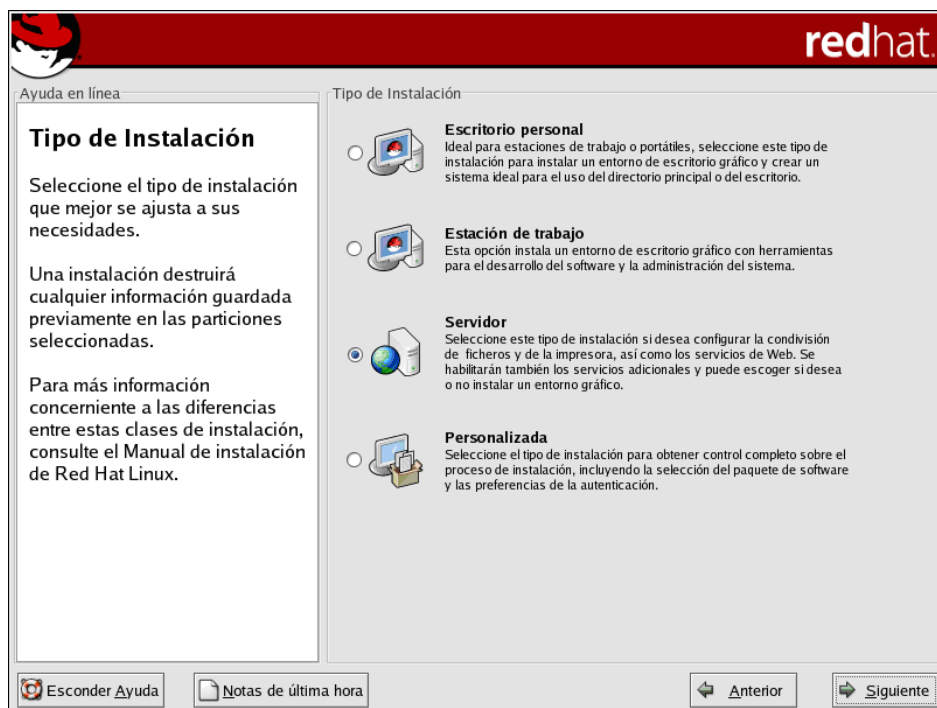 redhat.
Ayuda en línea
Tipo de Instalación
Seleccione el tipo de instalación
que mejor se ajusta a sus
necesidades.
Una instalación destruirá
cualquier información guardada
previamente en las particiones
seleccionadas.
Para más información
concerniente a las diferencias
entre estas clases de instalación,
consulte el Manual de instalación
de Red Hat Linux.
Tipo de Instalación
Escritorio personal
Ideal para estaciones de trabajo o portátiles, seleccione este tipo de
instalación para instalar un entorno de escritorio gráfico y crear un
sistema ideal para el uso del directorio principal o del escritorio.
Estación de trabajo
Esta opción instala un entorno de escritorio gráfico con herramientas
para el desarrollo del software y la administración del sistema.
Servidor
Seleccione este tipo de instalación si desea configurar la condivisión
de ficheros y de la impresora, así como los servicios de Web. Se
habilitarán también los servicios adicionales y puede escoger si desea
o no instalar un entorno gráfico.
Personalizada
Seleccione el tipo de instalación para obtener control completo sobre el
proceso de instalación, incluyendo la selección del paquete de software
y las preferencias de la autenticación.
Esconder Ayuda
Notas de última hora
Anterior
Siguiente